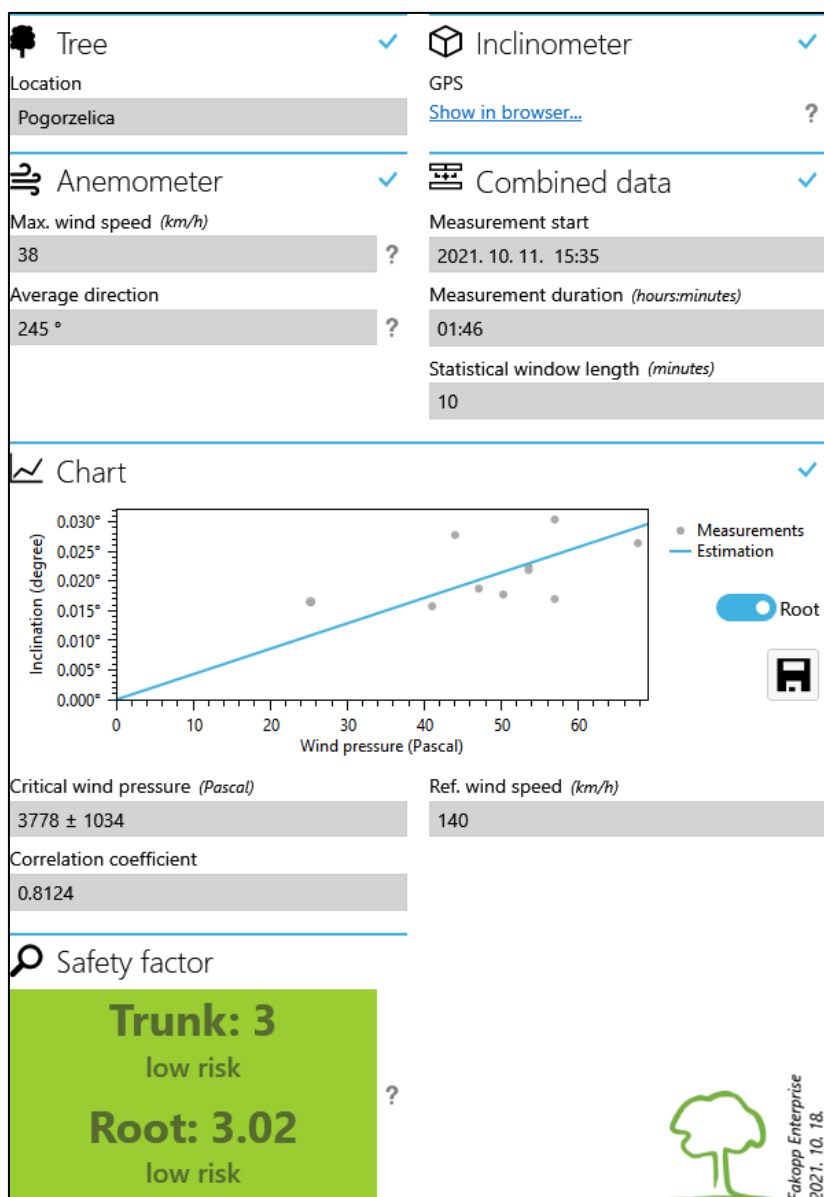 Tree
Location
Pogorzelica
Inclinometer
GPS
Show in browser...
?
Anemometer
Max. wind speed (km/h)
38
?
Average direction
245 °
?
Combined data
Measurement start
2021. 10. 11. 15:35
Measurement duration (hours:minutes)
01:46
Statistical window length (minutes)
10
Chart
Inclination (degree)
0.030°
0.025°
0.020°
0.015°
0.010°
0.005°
0.000°
0 10 20 30 40 50 60
Wind pressure (Pascal)
Measurements
Estimation
Root
Critical wind pressure (Pascal)
3778 ± 1034
Ref. wind speed (km/h)
140
Correlation coefficient
0.8124
Safety factor
Trunk: 3
low risk
Root: 3.02
low risk
?
Fakopp Enterprise
2021. 10. 18.